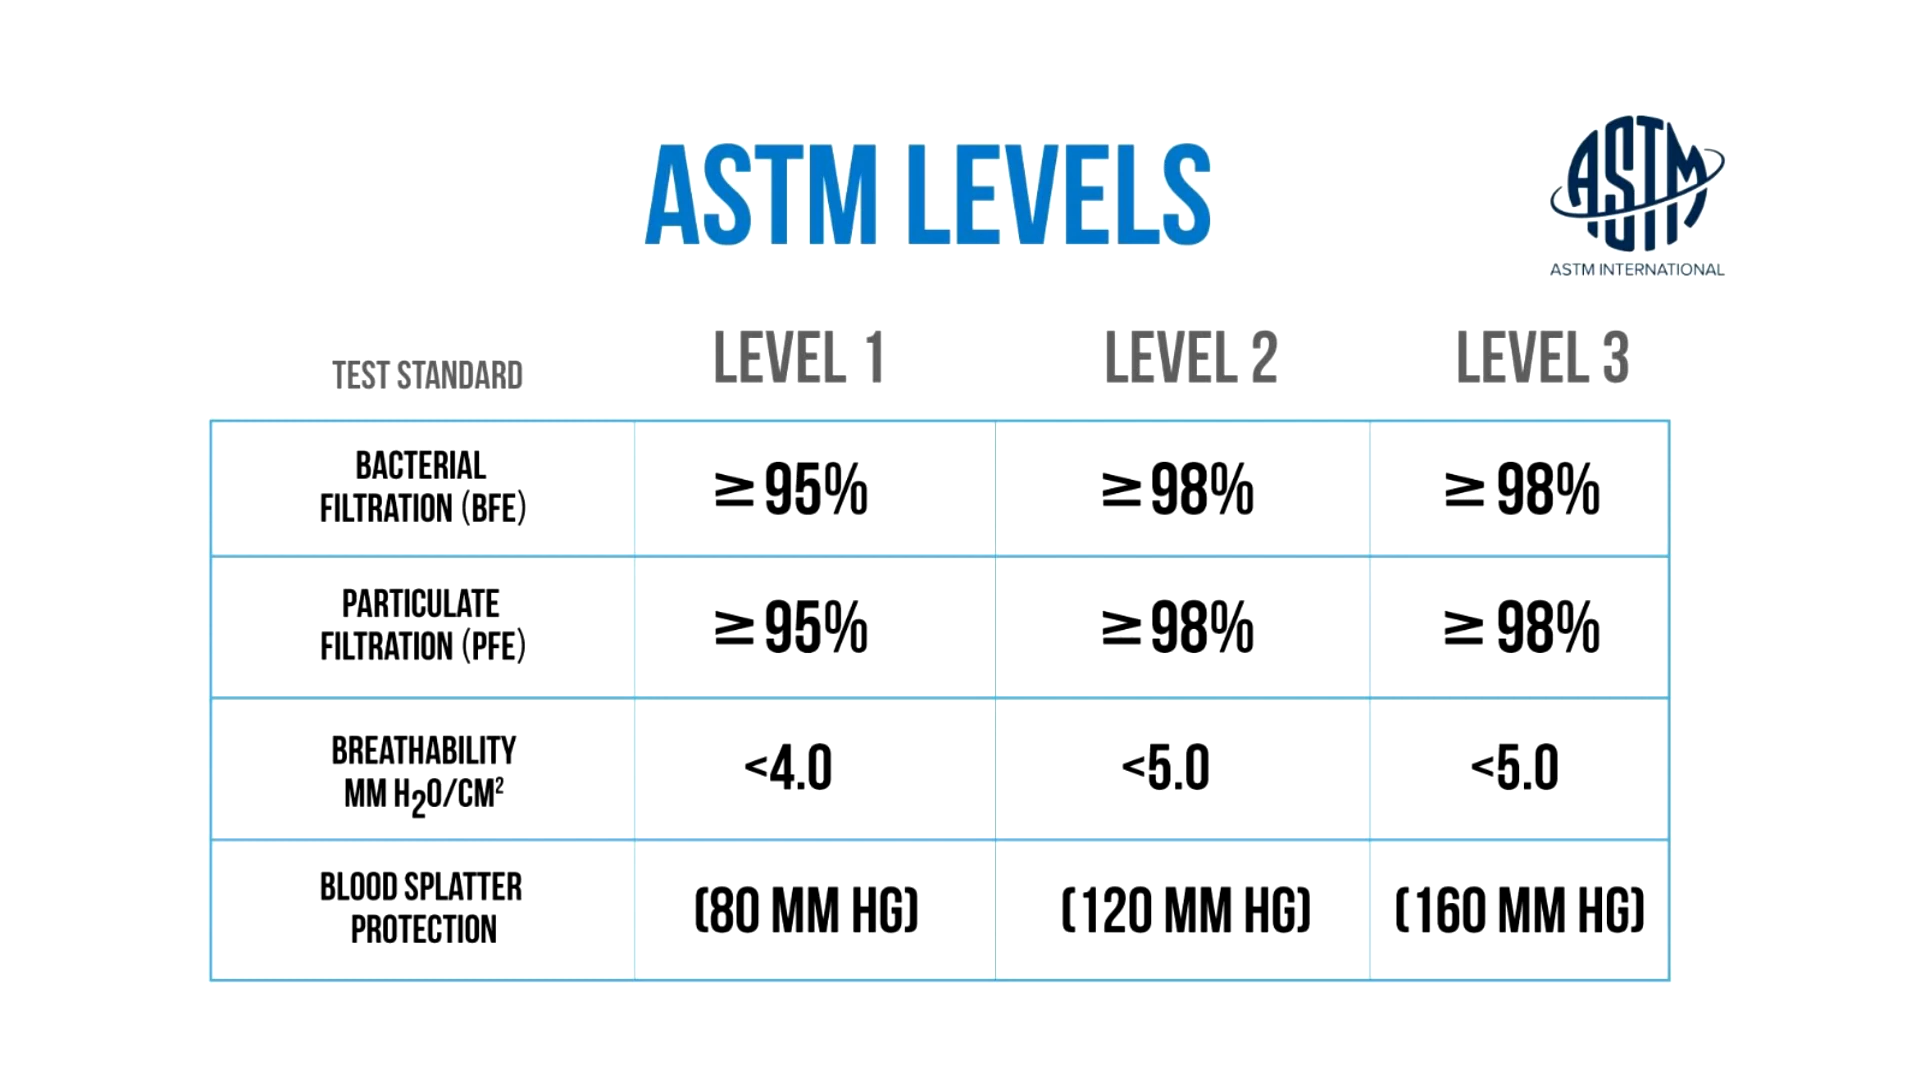 ASTM LEVELS
ASTM
ASTM INTERNATIONAL
TEST STANDARD LEVEL 1 LEVEL 2 LEVEL 3
BACTERIAL
FILTRATION (BFE) ≥ 95% ≥ 98% ≥ 98%
PARTICULATE
FILTRATION (PFE) ≥ 95% ≥ 98% ≥ 98%
BREATHABILITY
MM H₂O/CM² <4.0 <5.0 <5.0
BLOOD SPLATTER
PROTECTION (80 MM HG) (120 MM HG) (160 MM HG)